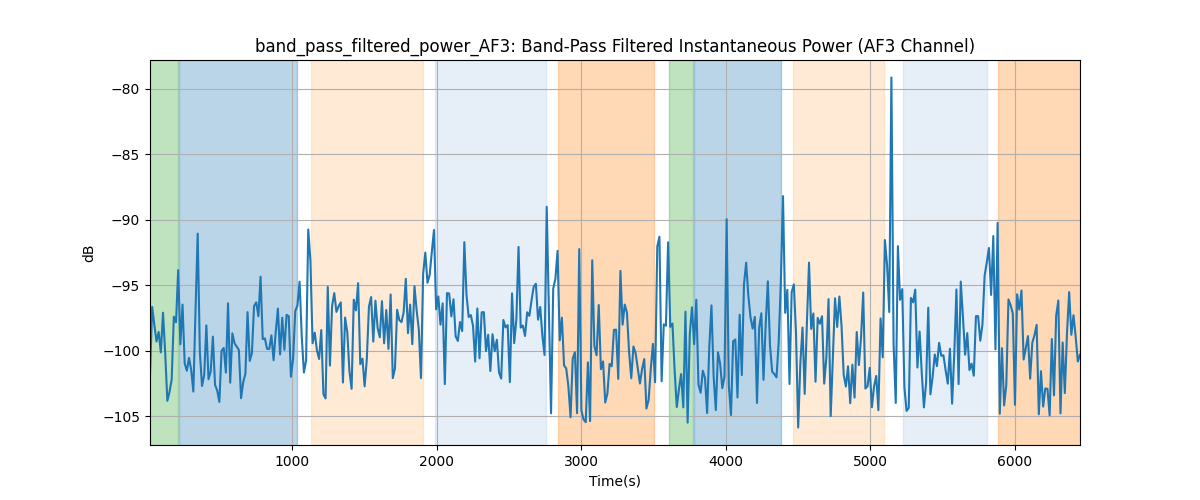 band_pass_filtered_power_AF3: Band-Pass Filtered Instantaneous Power (AF3 Channel)
−80
−85
−90
−95
−100
−105
dB
1000 2000 3000 4000 5000 6000
Time(s)